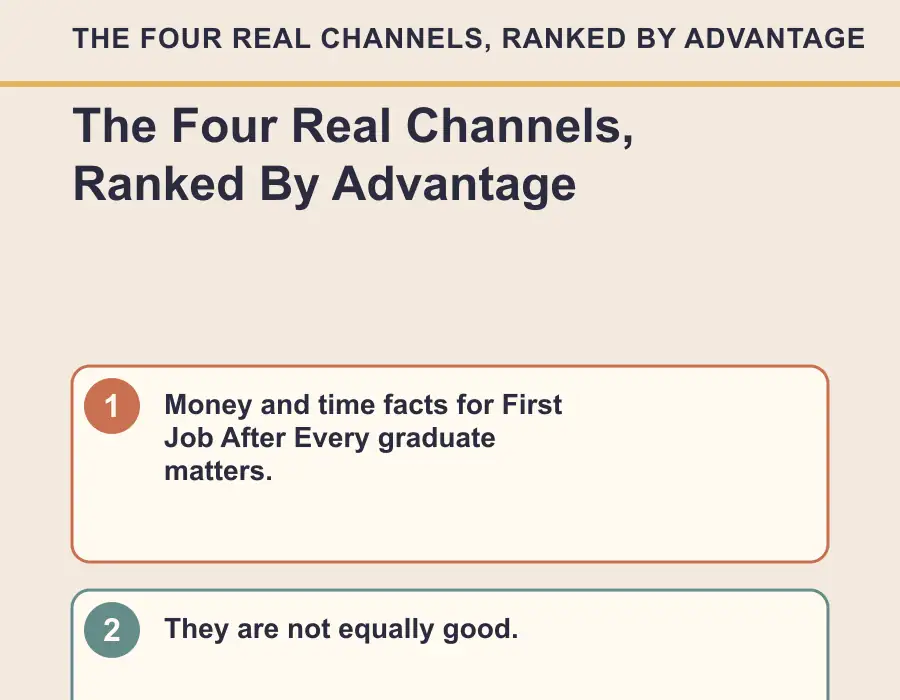 THE FOUR REAL CHANNELS, RANKED BY ADVANTAGE
The Four Real Channels,
Ranked By Advantage
1
Money and time facts for First
Job After Every graduate
matters.
2
They are not equally good.